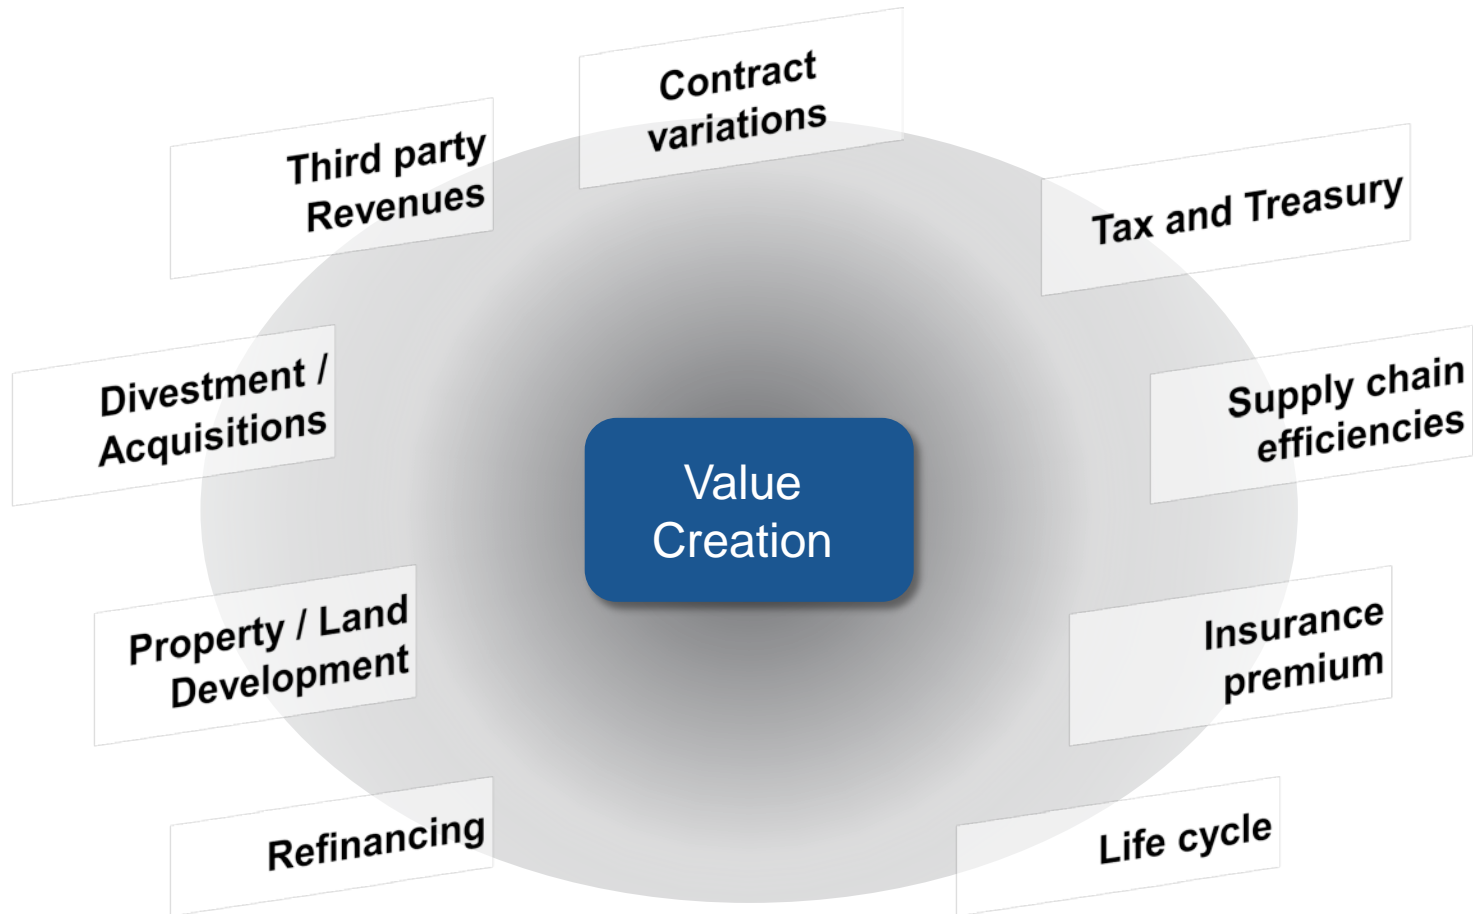 Contract
variations
Third party
Revenues
Tax and Treasury
Divestment /
Acquisitions
Supply chain
efficiencies
Value
Creation
Property / Land
Development
Insurance
premium
Refinancing
Life cycle